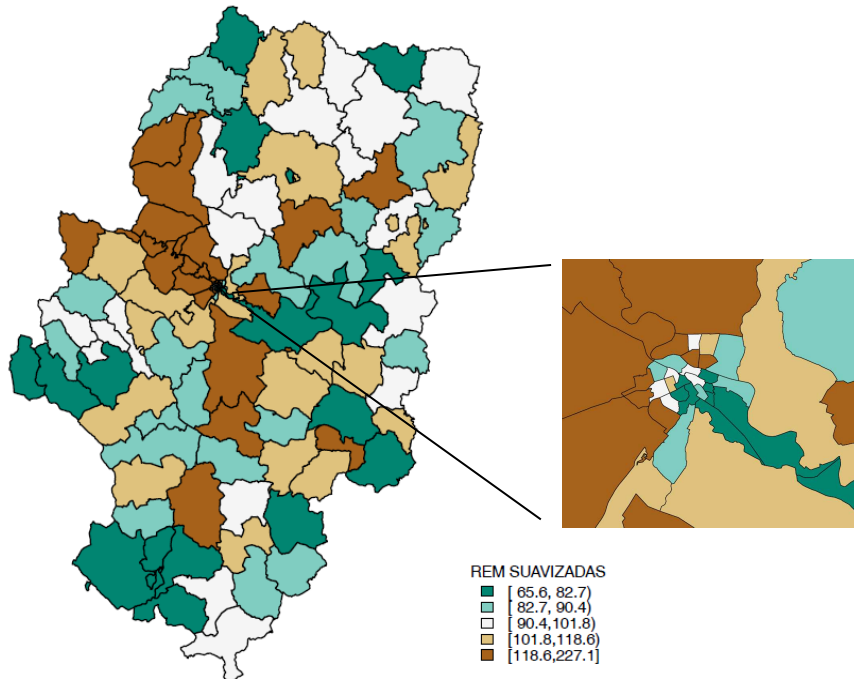 REM SUAVIZADAS
[ 65.6, 82.7)
[ 82.7, 90.4)
[ 90.4,101.8)
[101.8,118.6)
[118.6,227.1]